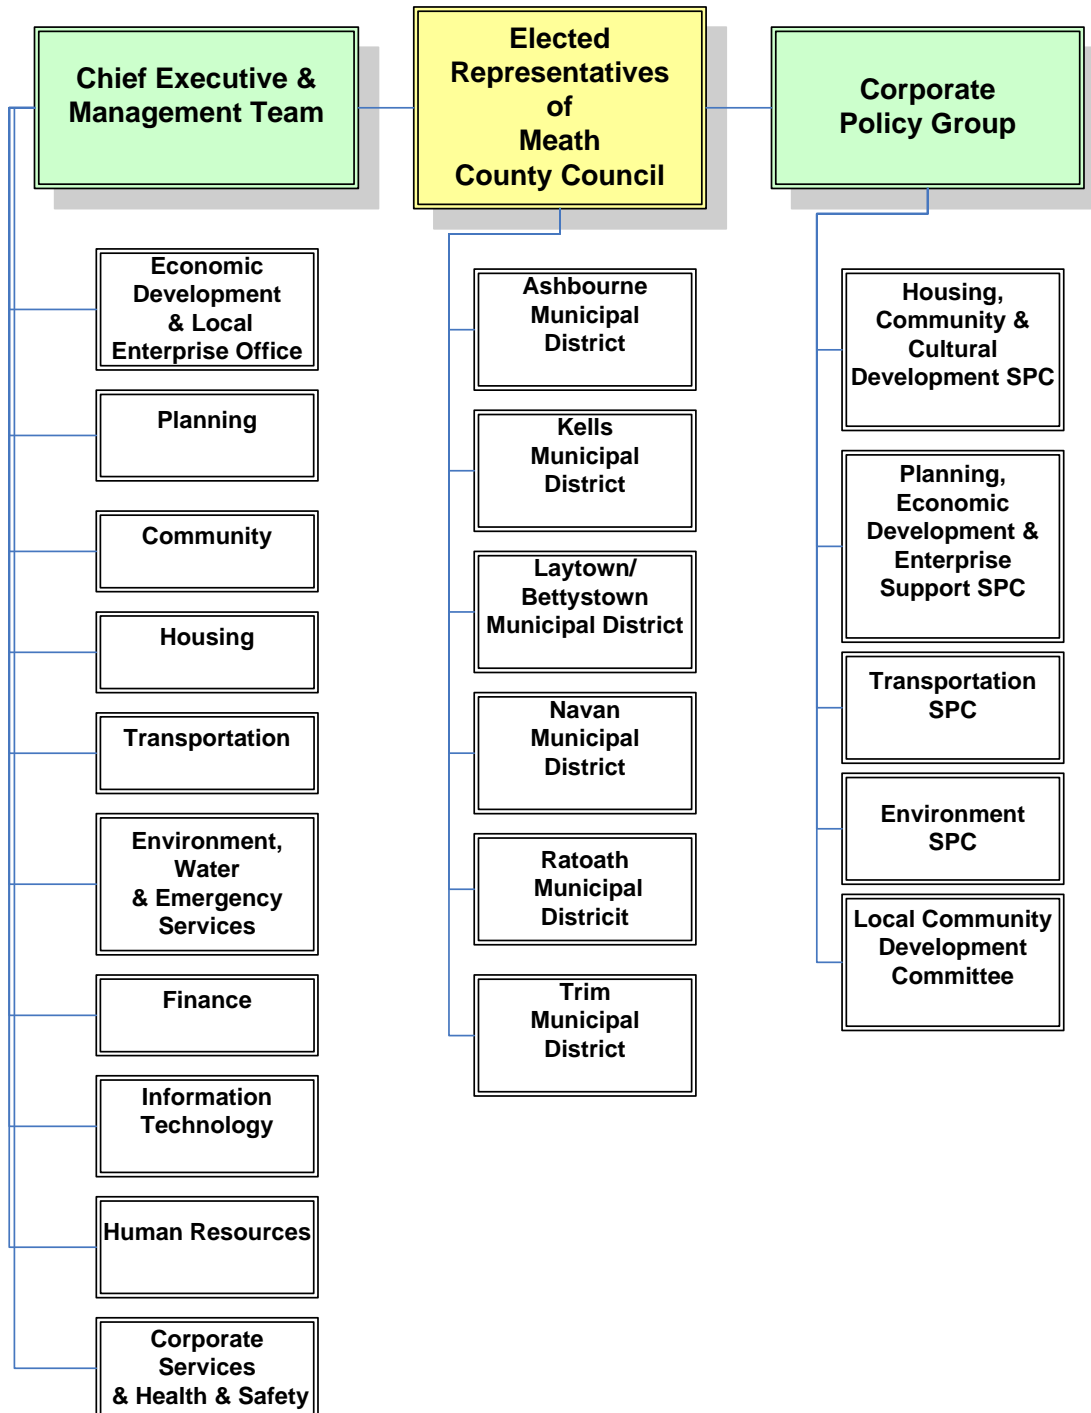 Chief Executive &
Management Team
Elected
Representatives
of
Meath
County Council
Corporate
Policy Group
Economic
Development
& Local
Enterprise Office
Planning
Community
Housing
Transportation
Environment,
Water
& Emergency
Services
Finance
Information
Technology
Human Resources
Corporate
Services
& Health & Safety
Ashbourne
Municipal
District
Kells
Municipal
District
Laytown/
Bettystown
Municipal District
Navan
Municipal
District
Ratoath
Municipal
Districit
Trim
Municipal
District
Housing,
Community &
Cultural
Development SPC
Planning,
Economic
Development &
Enterprise
Support SPC
Transportation
SPC
Environment
SPC
Local Community
Development
Committee